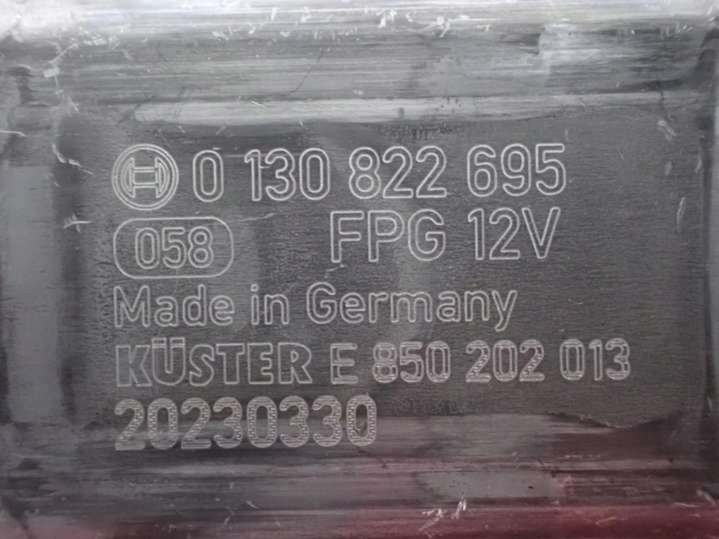 0 130 822 695
058 FPG 12V
Made in Germany
KÜSTER E 850 202 013
20230330